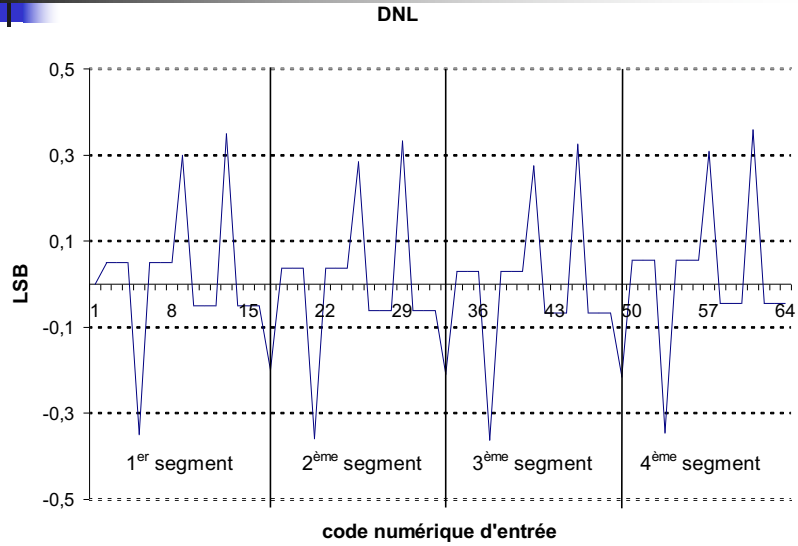 DNL
0,5
0,3
0,1
-0,1
-0,3
-0,5
LSB
1 8 15 22 29 36 43 50 57 64
1er segment 2ème segment 3ème segment 4ème segment
code numérique d'entrée